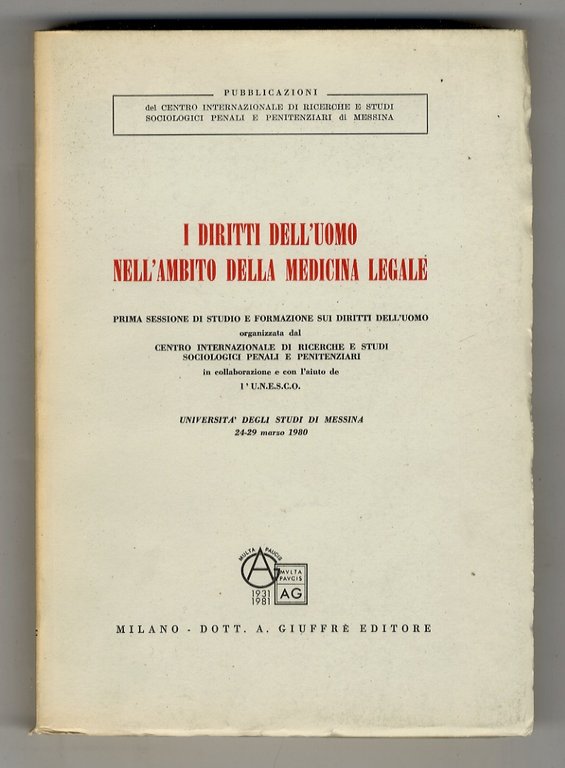 PUBBLICAZIONI
del CENTRO INTERNAZIONALE DI RICERCHE E STUDI
SOCIOLOGICI PENALI E PENITENZIARI di MESSINA
I DIRITTI DELL'UOMO
NELL'AMBITO DELLA MEDICINA LEGALE
PRIMA SESSIONE DI STUDIO E FORMAZIONE SUI DIRITTI DELL'UOMO
organizzata dal
CENTRO INTERNAZIONALE DI RICERCHE E STUDI
SOCIOLOGICI PENALI E PENITENZIARI
in collaborazione e con l'aiuto de
l'U.N.E.S.C.O.
UNIVERSITA' DEGLI STUDI DI MESSINA
24-29 marzo 1980
MULTA PAUCIS
A
MVLTA
PAVCIS
AG
1931
1981
MILANO - DOTT. A. GIUFFRÈ EDITORE